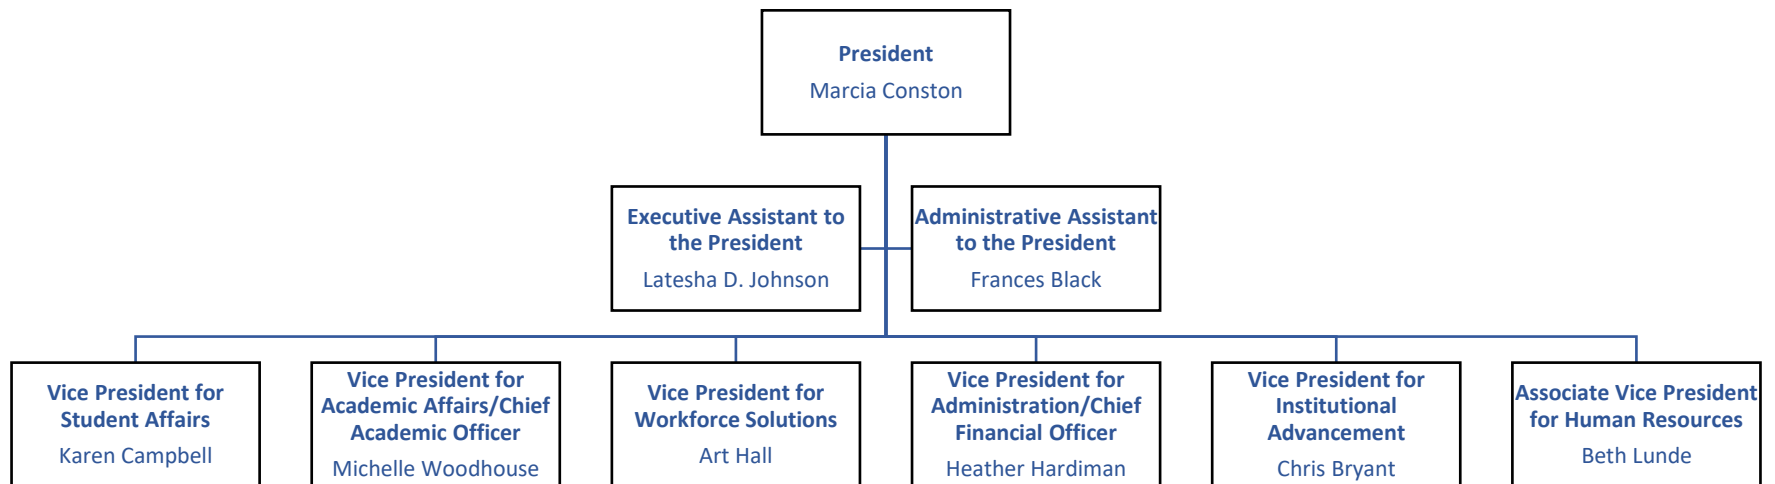 President
Marcia Conston
Executive Assistant to
the President
Latesha D. Johnson
Administrative Assistant
to the President
Frances Black
Vice President for
Student Affairs
Karen Campbell
Vice President for
Academic Affairs/Chief
Academic Officer
Michelle Woodhouse
Vice President for
Workforce Solutions
Art Hall
Vice President for
Administration/Chief
Financial Officer
Heather Hardiman
Vice President for
Institutional
Advancement
Chris Bryant
Associate Vice President
for Human Resources
Beth Lunde